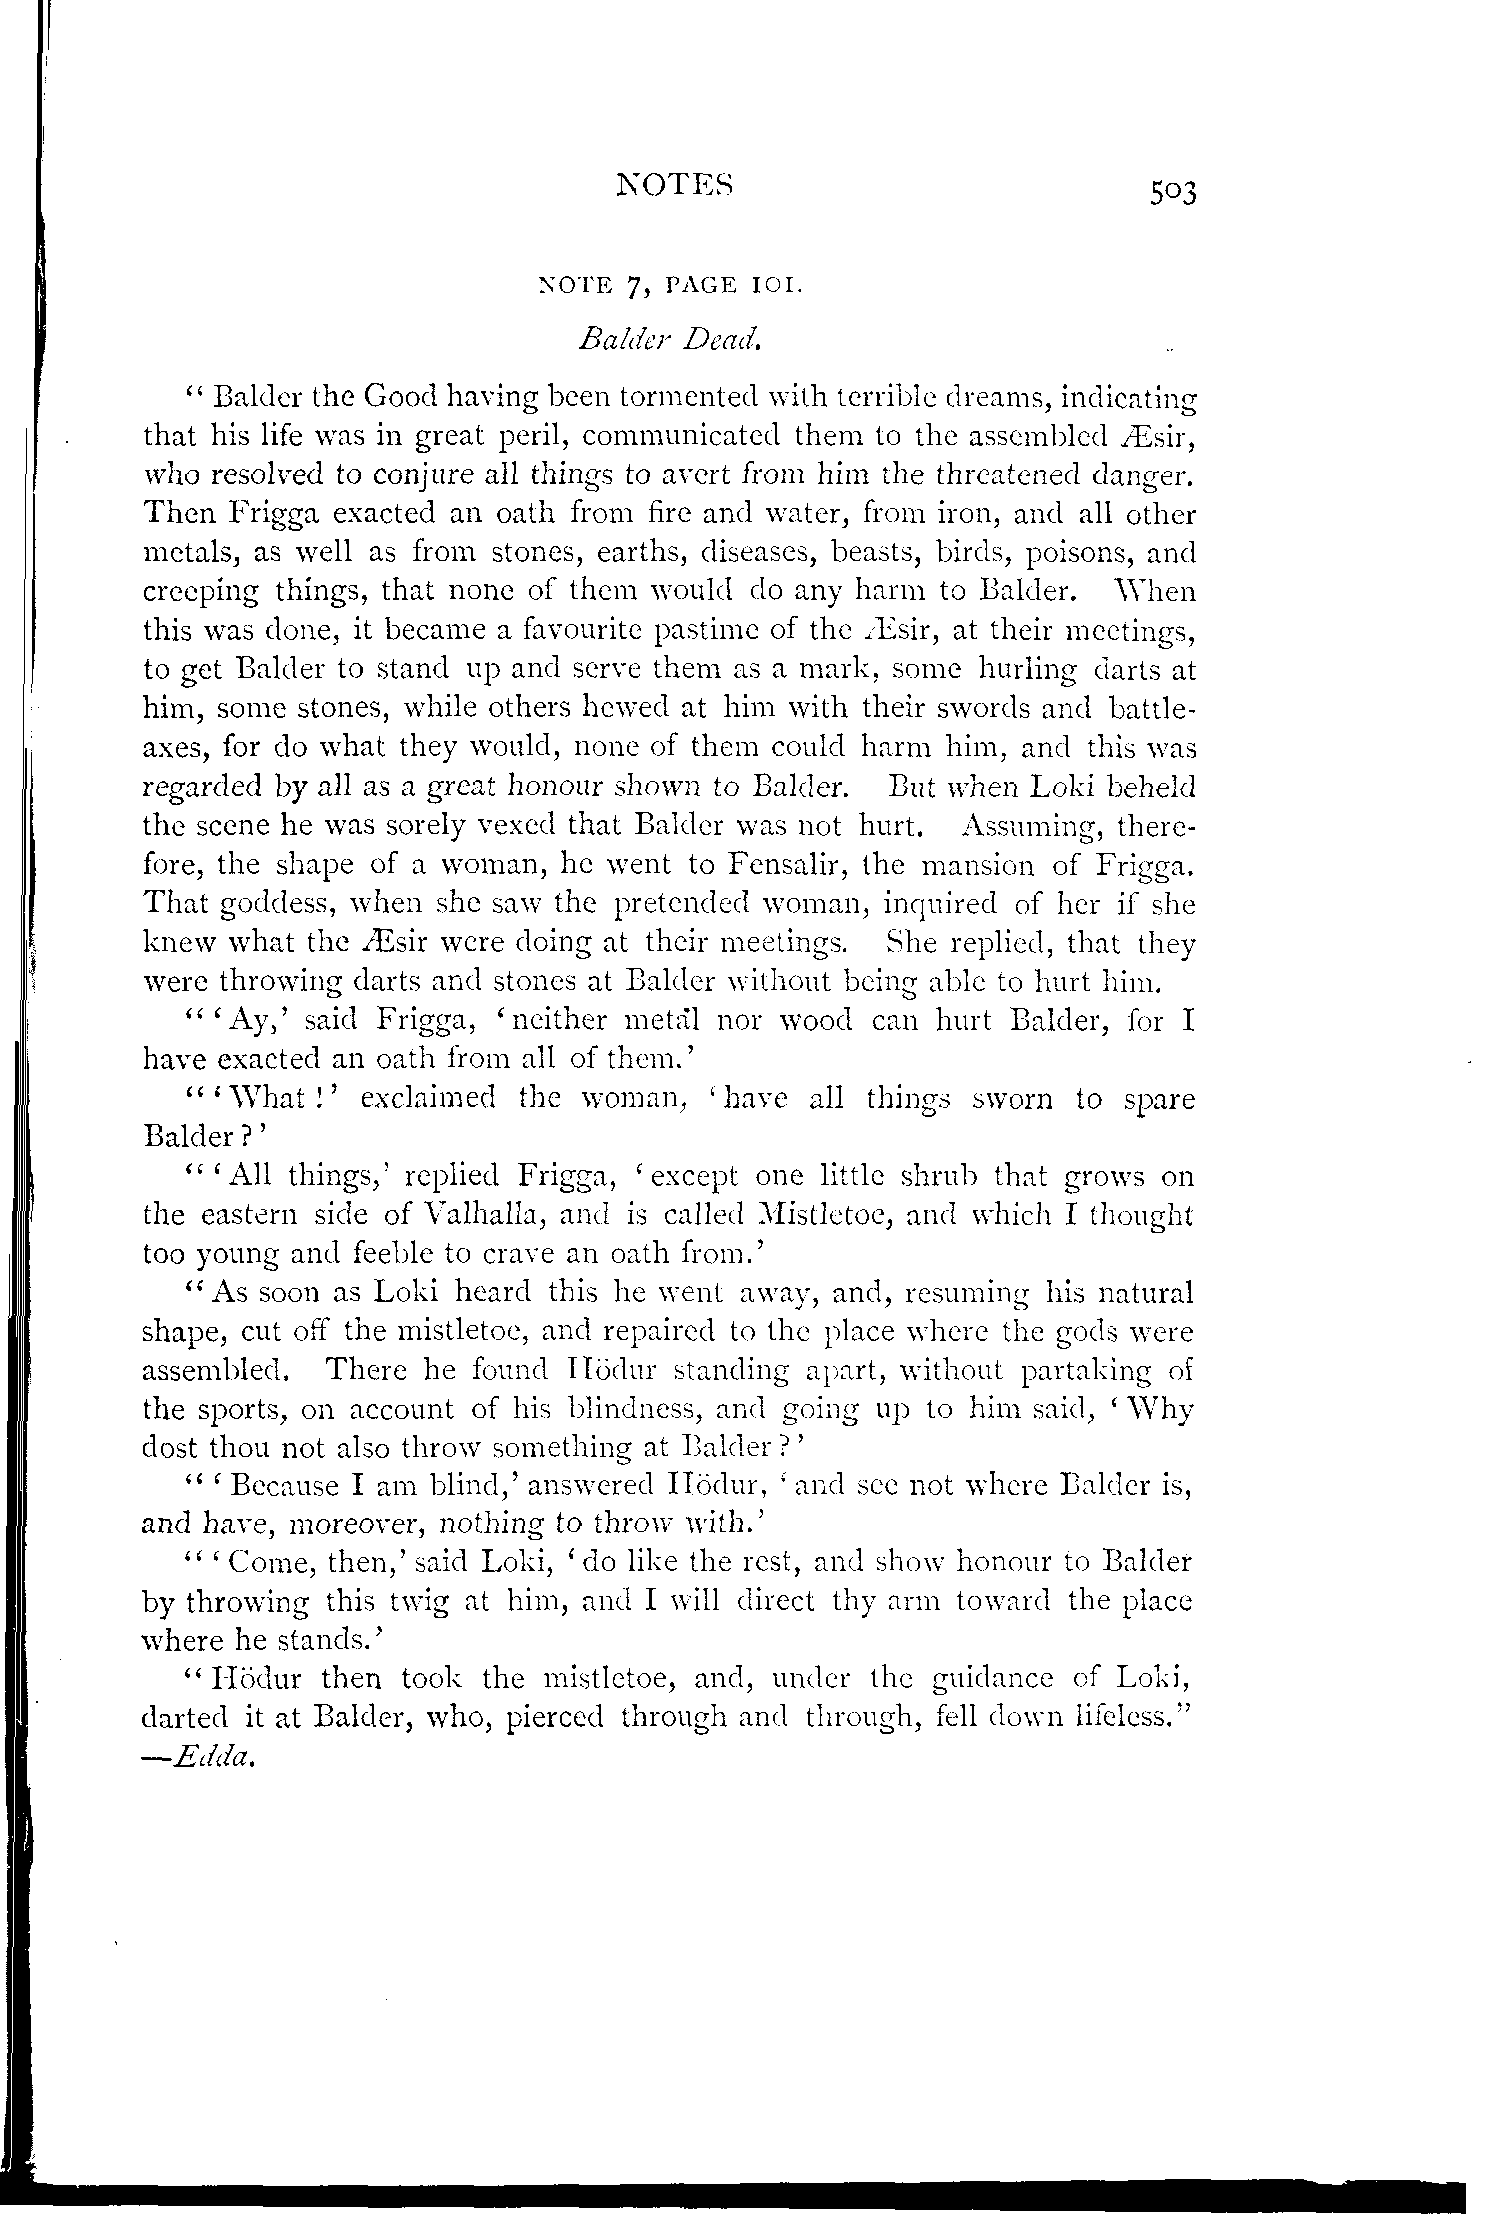 NOTES 503
NOTE 7, PAGE 101.
Balder Dead.
“ Balder the Good having been tormented with terrible dreams, indicating
that his life was in great peril, communicated them to the assembled Æsir,
who resolved to conjure all things to avert from him the threatened danger.
Then Frigga exacted an oath from fire and water, from iron, and all other
metals, as well as from stones, earths, diseases, beasts, birds, poisons, and
creeping things, that none of them would do any harm to Balder. When
this was done, it became a favourite pastime of the Æsir, at their meetings,
to get Balder to stand up and serve them as a mark, some hurling darts at
him, some stones, while others hewed at him with their swords and battle-
axes, for do what they would, none of them could harm him, and this was
regarded by all as a great honour shown to Balder. But when Loki beheld
the scene he was sorely vexed that Balder was not hurt. Assuming, there-
fore, the shape of a woman, he went to Fensalir, the mansion of Frigga.
That goddess, when she saw the pretended woman, inquired of her if she
knew what the Æsir were doing at their meetings. She replied, that they
were throwing darts and stones at Balder without being able to hurt him.
“ ‘ Ay,’ said Frigga, ‘ neither metal nor wood can hurt Balder, for I
have exacted an oath from all of them.’
“ ‘ What ! ’ exclaimed the woman, ‘ have all things sworn to spare
Balder ? ’
“ ‘ All things,’ replied Frigga, ‘ except one little shrub that grows on
the eastern side of Valhalla, and is called Mistletoe, and which I thought
too young and feeble to crave an oath from.’
“ As soon as Loki heard this he went away, and, resuming his natural
shape, cut off the mistletoe, and repaired to the place where the gods were
assembled. There he found Hödur standing apart, without partaking of
the sports, on account of his blindness, and going up to him said, ‘ Why
dost thou not also throw something at Balder ? ’
“ ‘ Because I am blind,’ answered Hödur, ‘ and see not where Balder is,
and have, moreover, nothing to throw with.’
“ ‘ Come, then,’ said Loki, ‘ do like the rest, and show honour to Balder
by throwing this twig at him, and I will direct thy arm toward the place
where he stands.’
“ Hödur then took the mistletoe, and, under the guidance of Loki,
darted it at Balder, who, pierced through and through, fell down lifeless.”
—Edda.